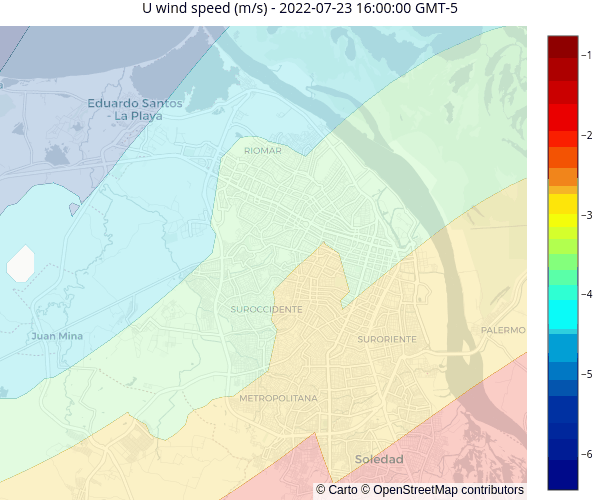 U wind speed (m/s) - 2022-07-23 16:00:00 GMT-5
Eduardo Santos
- La Playa
RIOMAR
SUROCCIDENTE
Juan Mina
SURORIENTE
PALERMO
METROPOLITANA
Soledad
© Carto © OpenStreetMap contributors
−1
−2
−3
−4
−5
−6